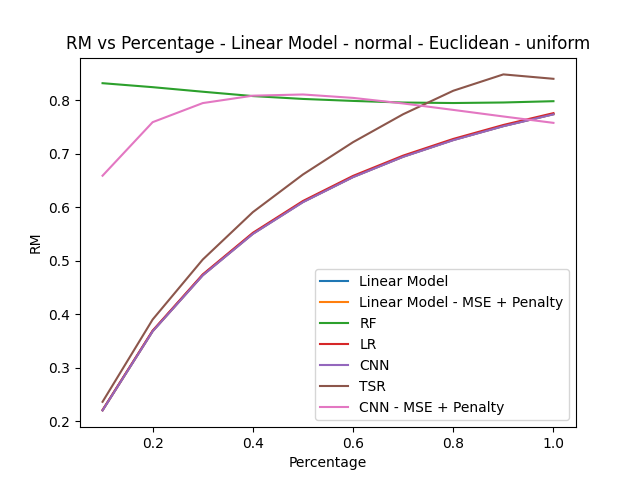 RM vs Percentage - Linear Model - normal - Euclidean - uniform
0.8
0.7
0.6
0.5
0.4
0.3
0.2
RM
Linear Model
Linear Model - MSE + Penalty
RF
LR
CNN
TSR
CNN - MSE + Penalty
0.2 0.4 0.6 0.8 1.0
Percentage